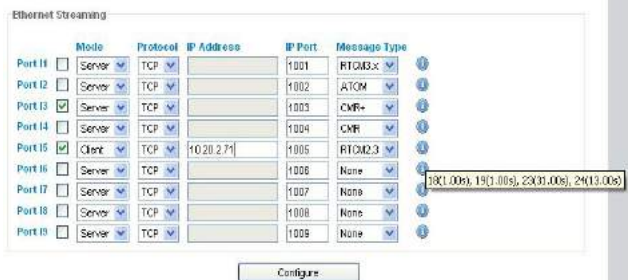 Ethernet Streaming
Mode Protocol IP Address IP Port Message Type
Port I1 Server TCP 1001 RTCM3.x
Port I2 Server TCP 1002 ATOM
Port I3 Server TCP 1003 CMR+
Port I4 Server TCP 1004 CMR
Port I5 Client TCP 10.20.2.71 1005 RTCM2.3
Port I6 Server TCP 1006 None
18(1.00s), 19(1.00s), 23(31.00s), 24(13.00s)
Port I7 Server TCP 1007 None
Port I8 Server TCP 1008 None
Port I9 Server TCP 1009 None
Configure